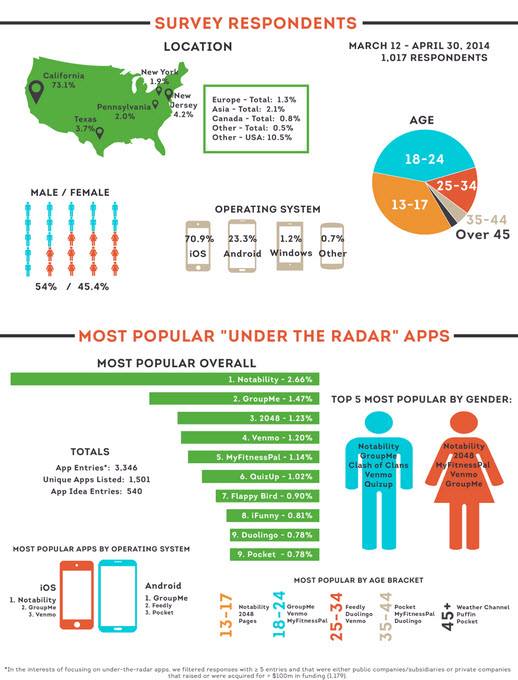 SURVEY RESPONDENTS
LOCATION
MARCH 12 - APRIL 30, 2014
1,017 RESPONDENTS
California
73.1%
New York
1.9%
Pennsylvania
2.0%
New
Jersey
4.2%
Texas
3.7%
Europe - Total: 1.3%
Asia - Total: 2.1%
Canada - Total: 0.8%
Other - Total: 0.5%
Other - USA: 10.5%
AGE
18-24
25-34
13-17
35-44
Over 45
MALE / FEMALE
54% / 45.4%
OPERATING SYSTEM
70.9%
iOS
23.3%
Android
1.2%
Windows
0.7%
Other
MOST POPULAR "UNDER THE RADAR" APPS
MOST POPULAR OVERALL
1. Notability - 2.66%
2. GroupMe - 1.47%
3. 2048 - 1.23%
4. Venmo - 1.20%
5. MyFitnessPal - 1.14%
6. QuizUp - 1.02%
7. Flappy Bird - 0.90%
8. iFunny - 0.81%
9. Duolingo - 0.78%
9. Pocket - 0.78%
TOTALS
App Entries*: 3,346
Unique Apps Listed: 1,501
App Idea Entries: 540
TOP 5 MOST POPULAR BY GENDER:
Notability
GroupMe
Clash of Clans
Venmo
Quizup
Notability
2048
MyFitnessPal
Venmo
GroupMe
MOST POPULAR APPS BY OPERATING SYSTEM
iOS
1. Notability
2. GroupMe
3. Venmo
Android
1. GroupMe
2. Feedly
3. Pocket
MOST POPULAR BY AGE BRACKET
13-17
Notability
2048
Pages
18-24
GroupMe
Venmo
MyFitnessPal
25-34
Feedly
Duolingo
Venmo
35-44
Pocket
MyFitnessPal
Duolingo
45+
Weather Channel
Puffin
Pocket
*In the interests of focusing on under-the-radar apps, we filtered responses with ≥ 5 entries and that were either public companies/subsidiaries or private companies
that raised or were acquired for > $100m in funding (1,179).